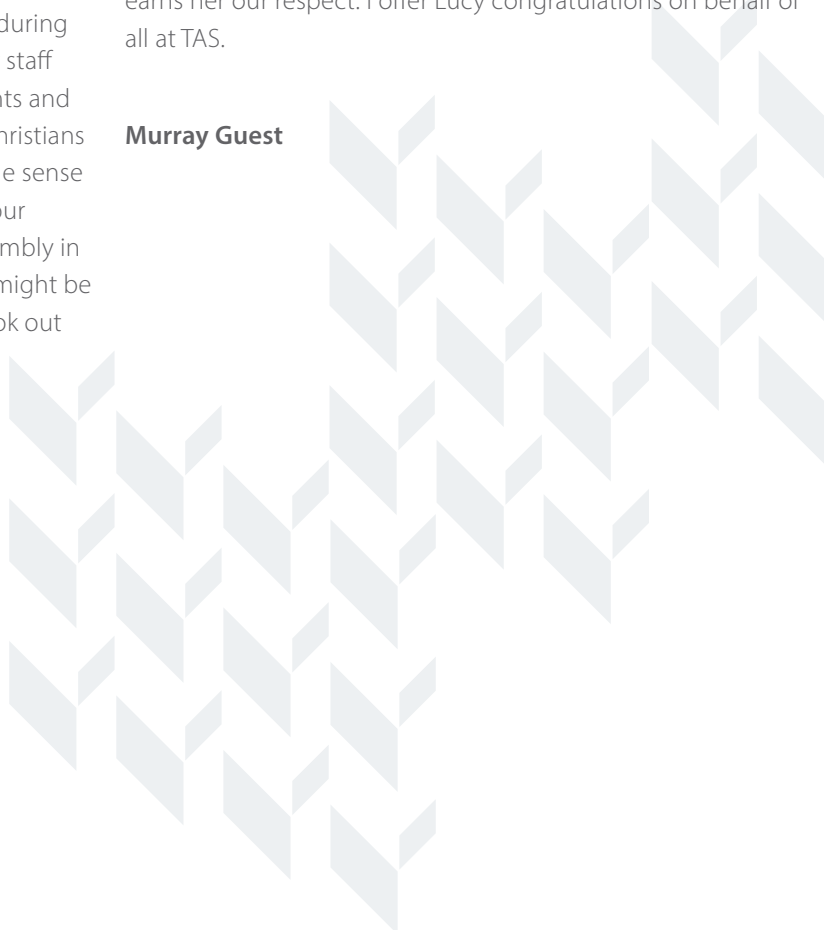 during
staff
nts and
hristians
e sense
our
mbly in
might be
ok out
earns her our respect. I offer Lucy congratulations on behalf of
all at TAS.
Murray Guest